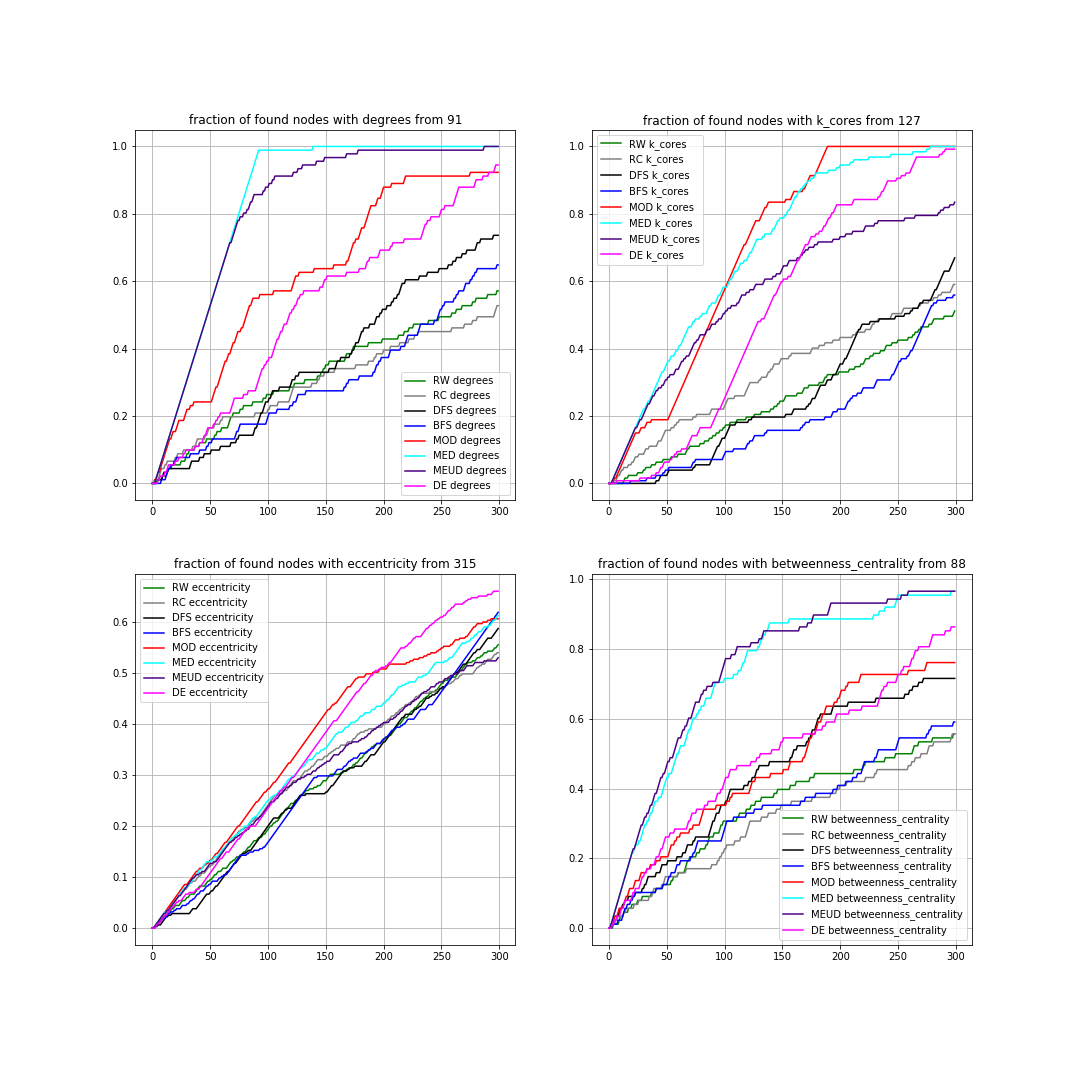 fraction of found nodes with degrees from 91
1.0
0.8
0.6
0.4
0.2
0.0
0 50 100 150 200 250 300
RW degrees
RC degrees
DFS degrees
BFS degrees
MOD degrees
MED degrees
MEUD degrees
DE degrees
fraction of found nodes with k_cores from 127
1.0
0.8
0.6
0.4
0.2
0.0
0 50 100 150 200 250 300
RW k_cores
RC k_cores
DFS k_cores
BFS k_cores
MOD k_cores
MED k_cores
MEUD k_cores
DE k_cores
fraction of found nodes with eccentricity from 315
0.6
0.5
0.4
0.3
0.2
0.1
0.0
0 50 100 150 200 250 300
RW eccentricity
RC eccentricity
DFS eccentricity
BFS eccentricity
MOD eccentricity
MED eccentricity
MEUD eccentricity
DE eccentricity
fraction of found nodes with betweenness_centrality from 88
1.0
0.8
0.6
0.4
0.2
0.0
0 50 100 150 200 250 300
RW betweenness_centrality
RC betweenness_centrality
DFS betweenness_centrality
BFS betweenness_centrality
MOD betweenness_centrality
MED betweenness_centrality
MEUD betweenness_centrality
DE betweenness_centrality